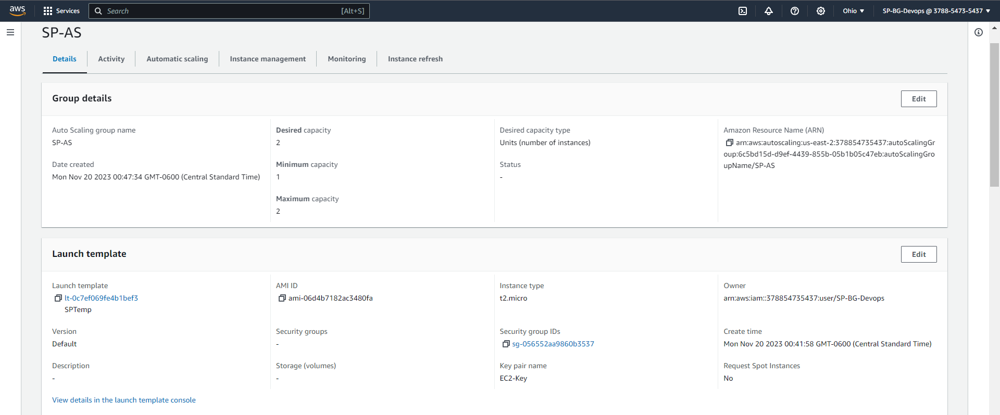 aws
Services
Search [Alt+S]
Ohio
SP-BG-Devops @ 3788-5473-5437
SP-AS
Details
Activity
Automatic scaling
Instance management
Monitoring
Instance refresh
Group details
Edit
Auto Scaling group name
SP-AS
Date created
Mon Nov 20 2023 00:47:34 GMT-0600 (Central Standard Time)
Desired capacity
2
Minimum capacity
1
Maximum capacity
2
Desired capacity type
Units (number of instances)
Status
-
Amazon Resource Name (ARN)
arn:aws:autoscaling:us-east-2:378854735437:autoScalingGr
oup:6c5bd15d-d9ef-4439-855b-05b1b05c47eb:autoScalingGro
upName/SP-AS
Launch template
Edit
Launch template
lt-0c7ef069fe4b1bef3
SPTemp
Version
Default
Description
-
View details in the launch template console
AMI ID
ami-06d4b7182ac3480fa
Security groups
-
Storage (volumes)
-
Instance type
t2.micro
Security group IDs
sg-056552aa9860b3537
Key pair name
EC2-Key
Owner
arn:aws:iam::378854735437:user/SP-BG-Devops
Create time
Mon Nov 20 2023 00:41:58 GMT-0600 (Central Standard Time)
Request Spot Instances
No